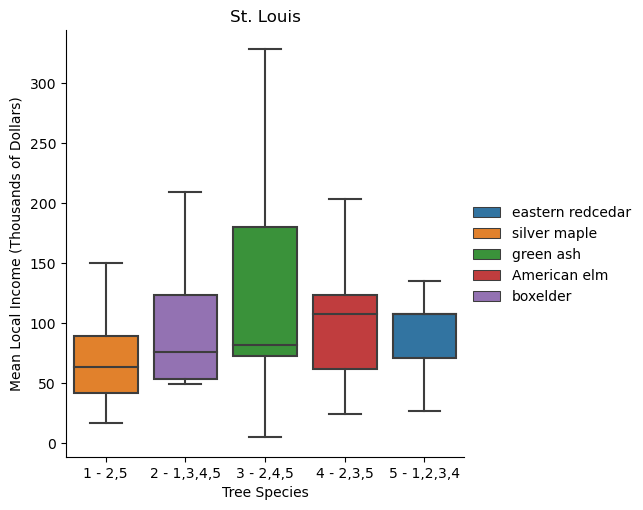 St. Louis
Mean Local Income (Thousands of Dollars)
300
250
200
150
100
50
0
1 - 2,5
2 - 1,3,4,5
3 - 2,4,5
4 - 2,3,5
5 - 1,2,3,4
Tree Species
eastern redcedar
silver maple
green ash
American elm
boxelder